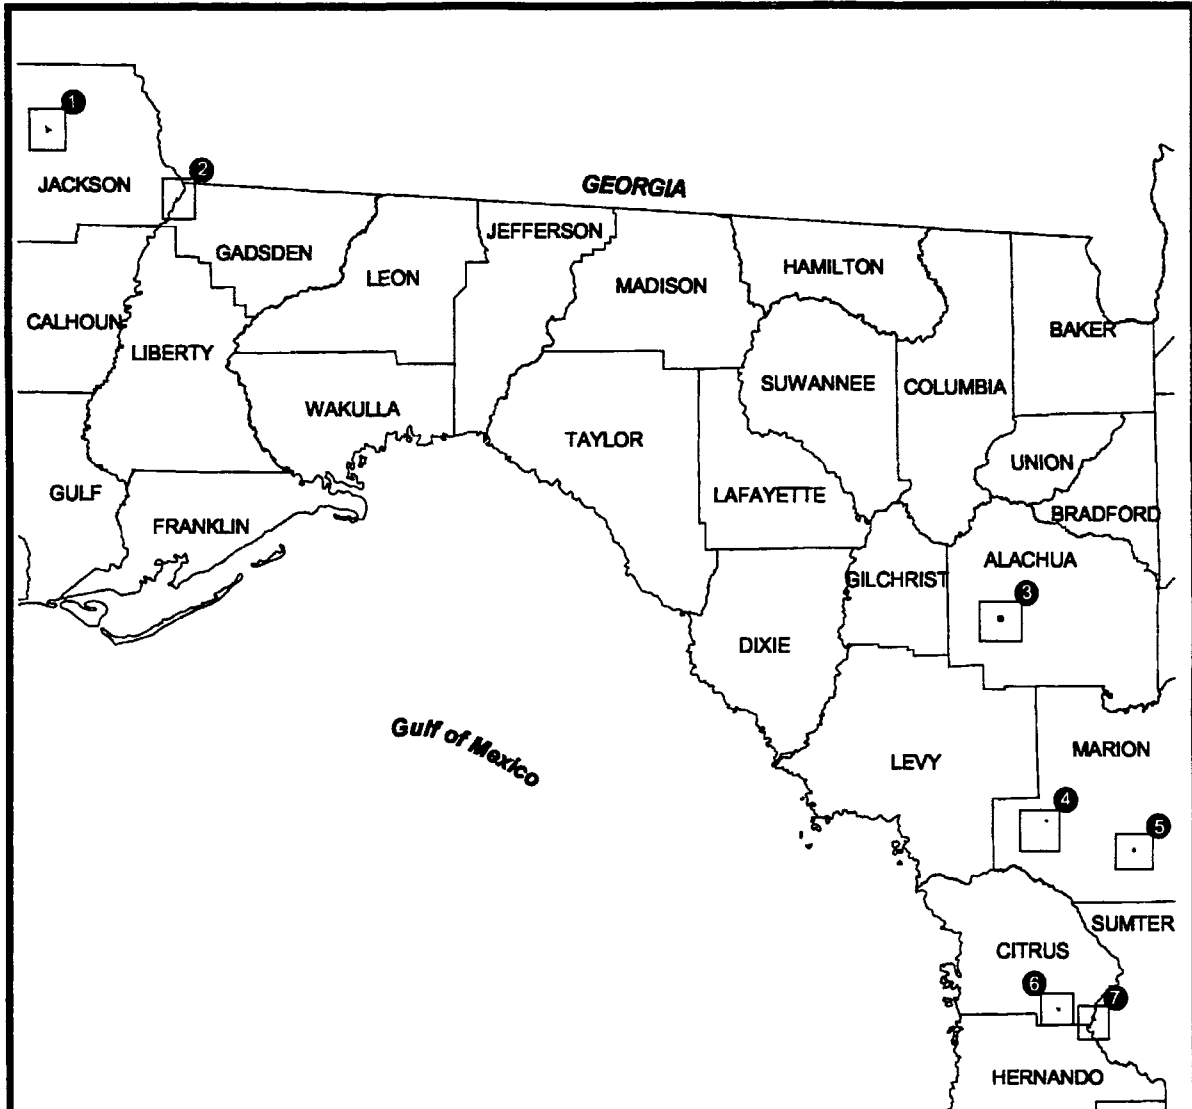 1
2
JACKSON
GEORGIA
JEFFERSON
GADSDEN
HAMILTON
LEON
MADISON
CALHOUN
BAKER
LIBERTY
SUWANNEE
COLUMBIA
WAKULLA
TAYLOR
UNION
GULF
LAFAYETTE
BRADFORD
FRANKLIN
ALACHUA
GILCHRIST
3
DIXIE
Gulf of Mexico
MARION
LEVY
4
5
SUMTER
CITRUS
6
7
HERNANDO